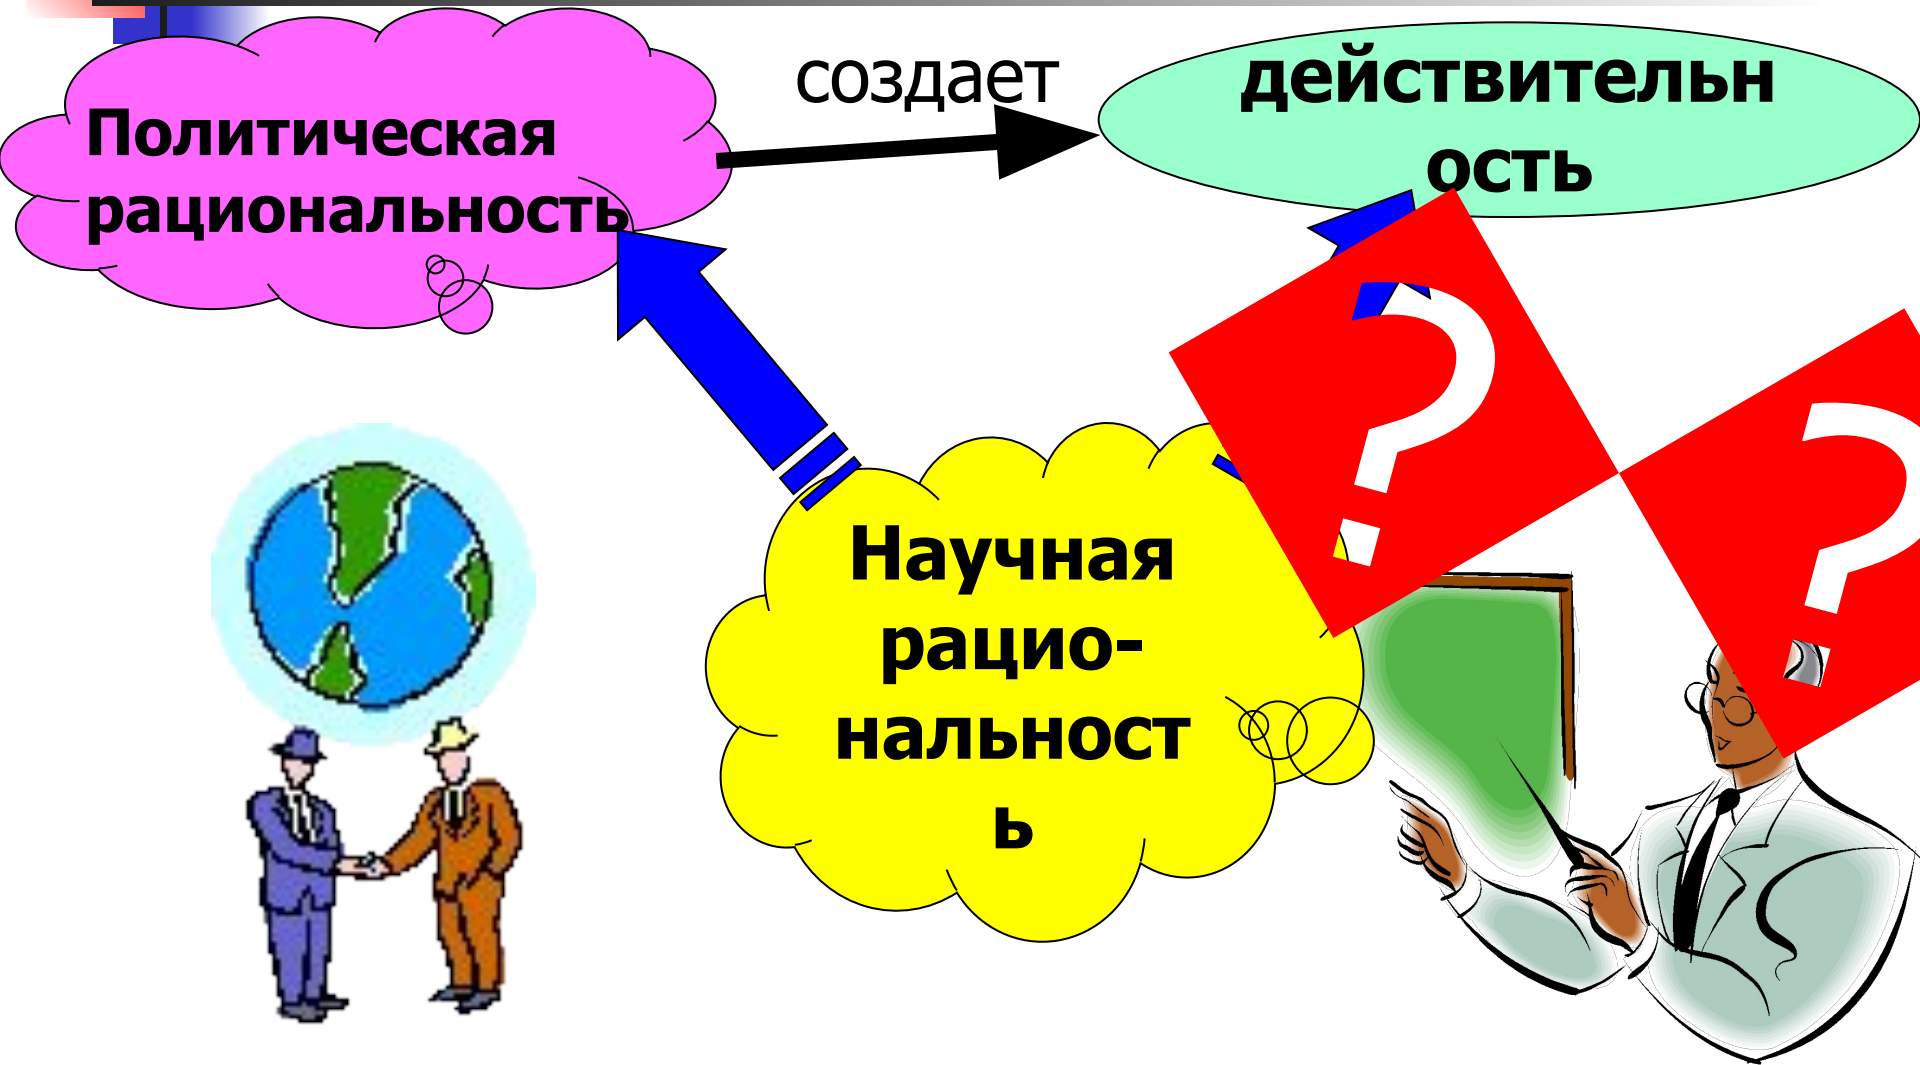 Политическая
рациональность
создает
действительн
ость
?
?
Научная
рацио-
нальност
ь